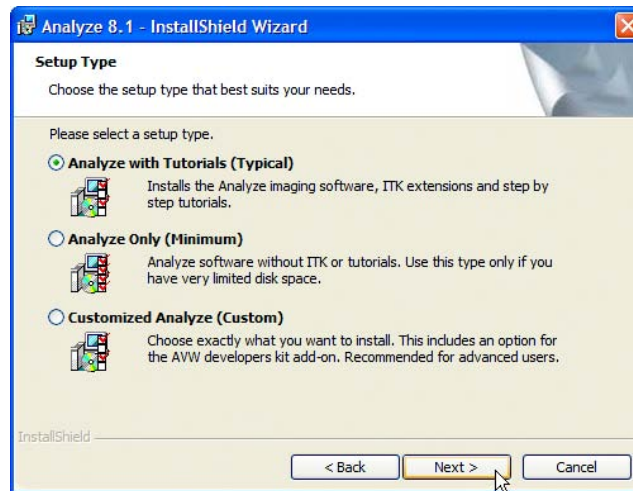 Analyze 8.1 - InstallShield Wizard
Setup Type
Choose the setup type that best suits your needs.
Please select a setup type.
Analyze with Tutorials (Typical)
Installs the Analyze imaging software, ITK extensions and step by
step tutorials.
Analyze Only (Minimum)
Analyze software without ITK or tutorials. Use this type only if you
have very limited disk space.
Customized Analyze (Custom)
Choose exactly what you want to install. This includes an option for
the AVW developers kit add-on. Recommended for advanced users.
InstallShield
< Back Next > Cancel